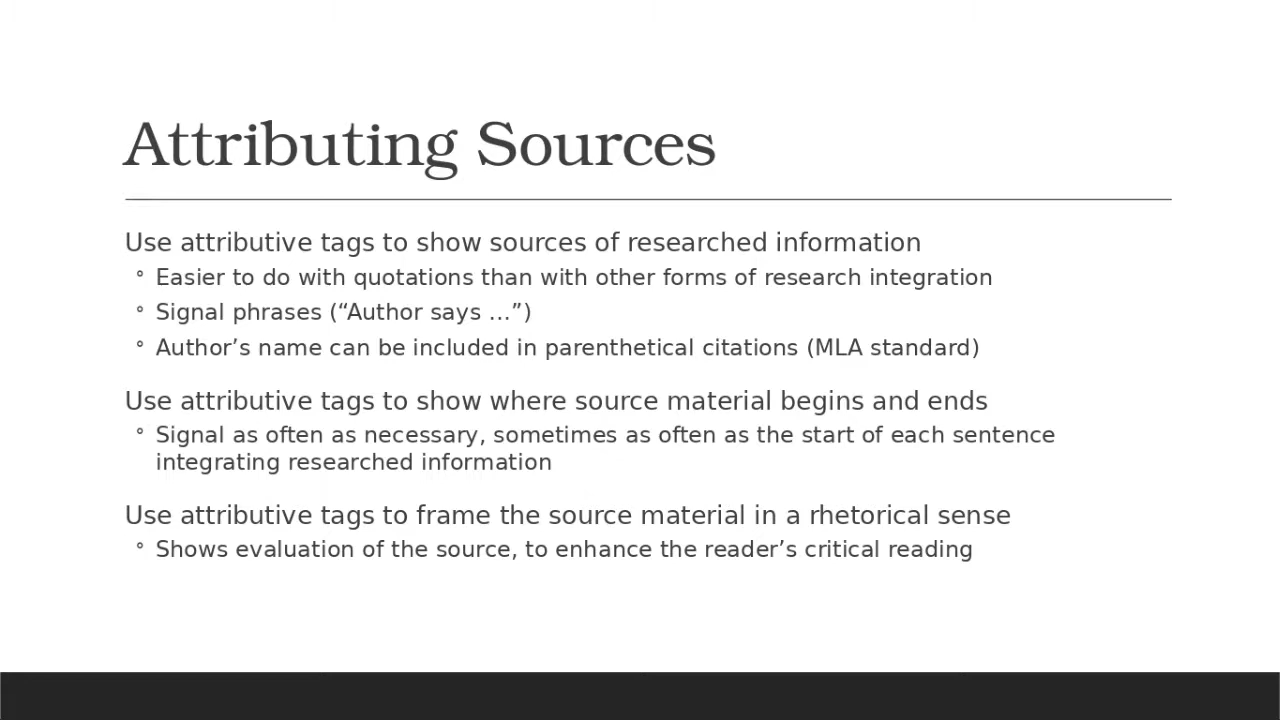 Attributing Sources
Use attributive tags to show sources of researched information
° Easier to do with quotations than with other forms of research integration
° Signal phrases (“Author says …”)
° Author’s name can be included in parenthetical citations (MLA standard)
Use attributive tags to show where source material begins and ends
° Signal as often as necessary, sometimes as often as the start of each sentence
integrating researched information
Use attributive tags to frame the source material in a rhetorical sense
° Shows evaluation of the source, to enhance the reader’s critical reading